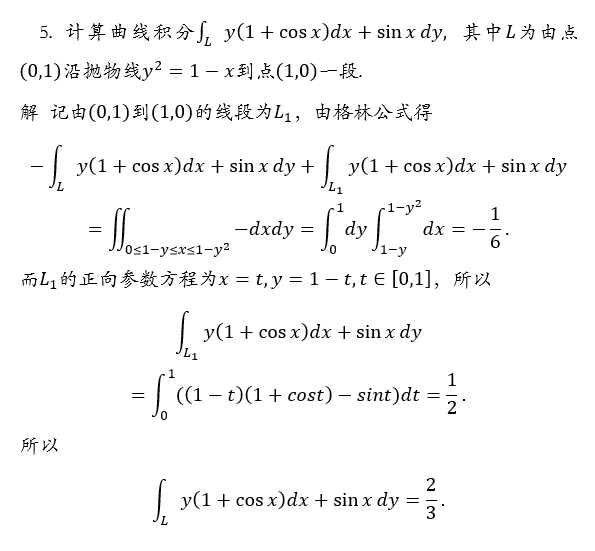 5. 计算曲线积分∫_L y(1 + cos x)dx + sin x dy, 其中L为由点
(0,1)沿抛物线y² = 1 − x到点(1,0)一段.
解 记由(0,1)到(1,0)的线段为L₁，由格林公式得
−∫_L y(1 + cos x)dx + sin x dy + ∫_{L₁} y(1 + cos x)dx + sin x dy
= ∬_{0≤1−y≤x≤1−y²} −dxdy = ∫_0^1 dy ∫_{1−y}^{1−y²} dx = −1/6.
而L₁的正向参数方程为x = t, y = 1 − t, t ∈ [0,1]，所以
∫_{L₁} y(1 + cos x)dx + sin x dy
= ∫_0^1 ((1 − t)(1 + cost) − sint)dt = 1/2.
所以
∫_L y(1 + cos x)dx + sin x dy = 2/3.